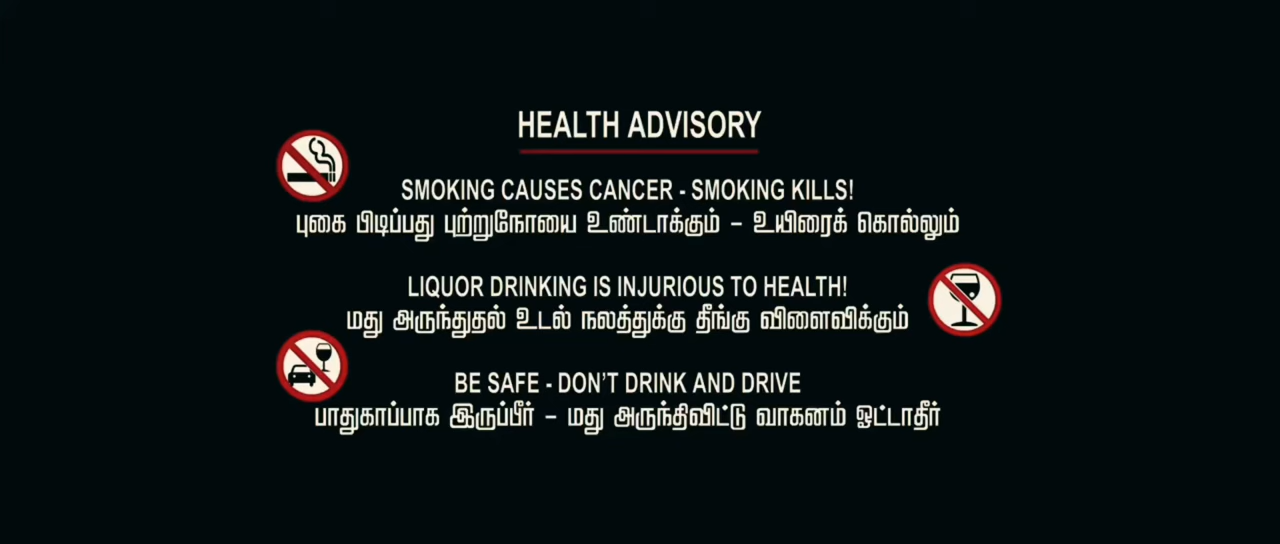 HEALTH ADVISORY
SMOKING CAUSES CANCER - SMOKING KILLS!
புகை பிடிப்பது புற்றுநோயை உண்டாக்கும் – உயிரைக் கொல்லும்
LIQUOR DRINKING IS INJURIOUS TO HEALTH!
மது அருந்துதல் உடல் நலத்துக்கு தீங்கு விளைவிக்கும்
BE SAFE - DON'T DRINK AND DRIVE
பாதுகாப்பாக இருப்பீர் – மது அருந்திவிட்டு வாகனம் ஓட்டாதீர்